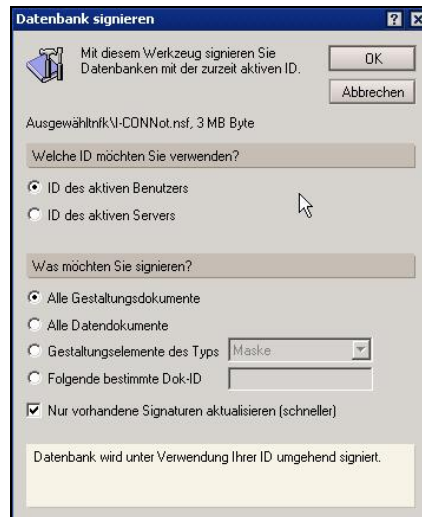 Datenbank signieren
Mit diesem Werkzeug signieren Sie
Datenbanken mit der zurzeit aktiven ID.
OK
Abbrechen
Ausgewähltnfk\I-CONNot.nsf, 3 MB Byte
Welche ID möchten Sie verwenden?
ID des aktiven Benutzers
ID des aktiven Servers
Was möchten Sie signieren?
Alle Gestaltungsdokumente
Alle Datendokumente
Gestaltungselemente des Typs Maske
Folgende bestimmte Dok-ID
Nur vorhandene Signaturen aktualisieren (schneller)
Datenbank wird unter Verwendung Ihrer ID umgehend signiert.